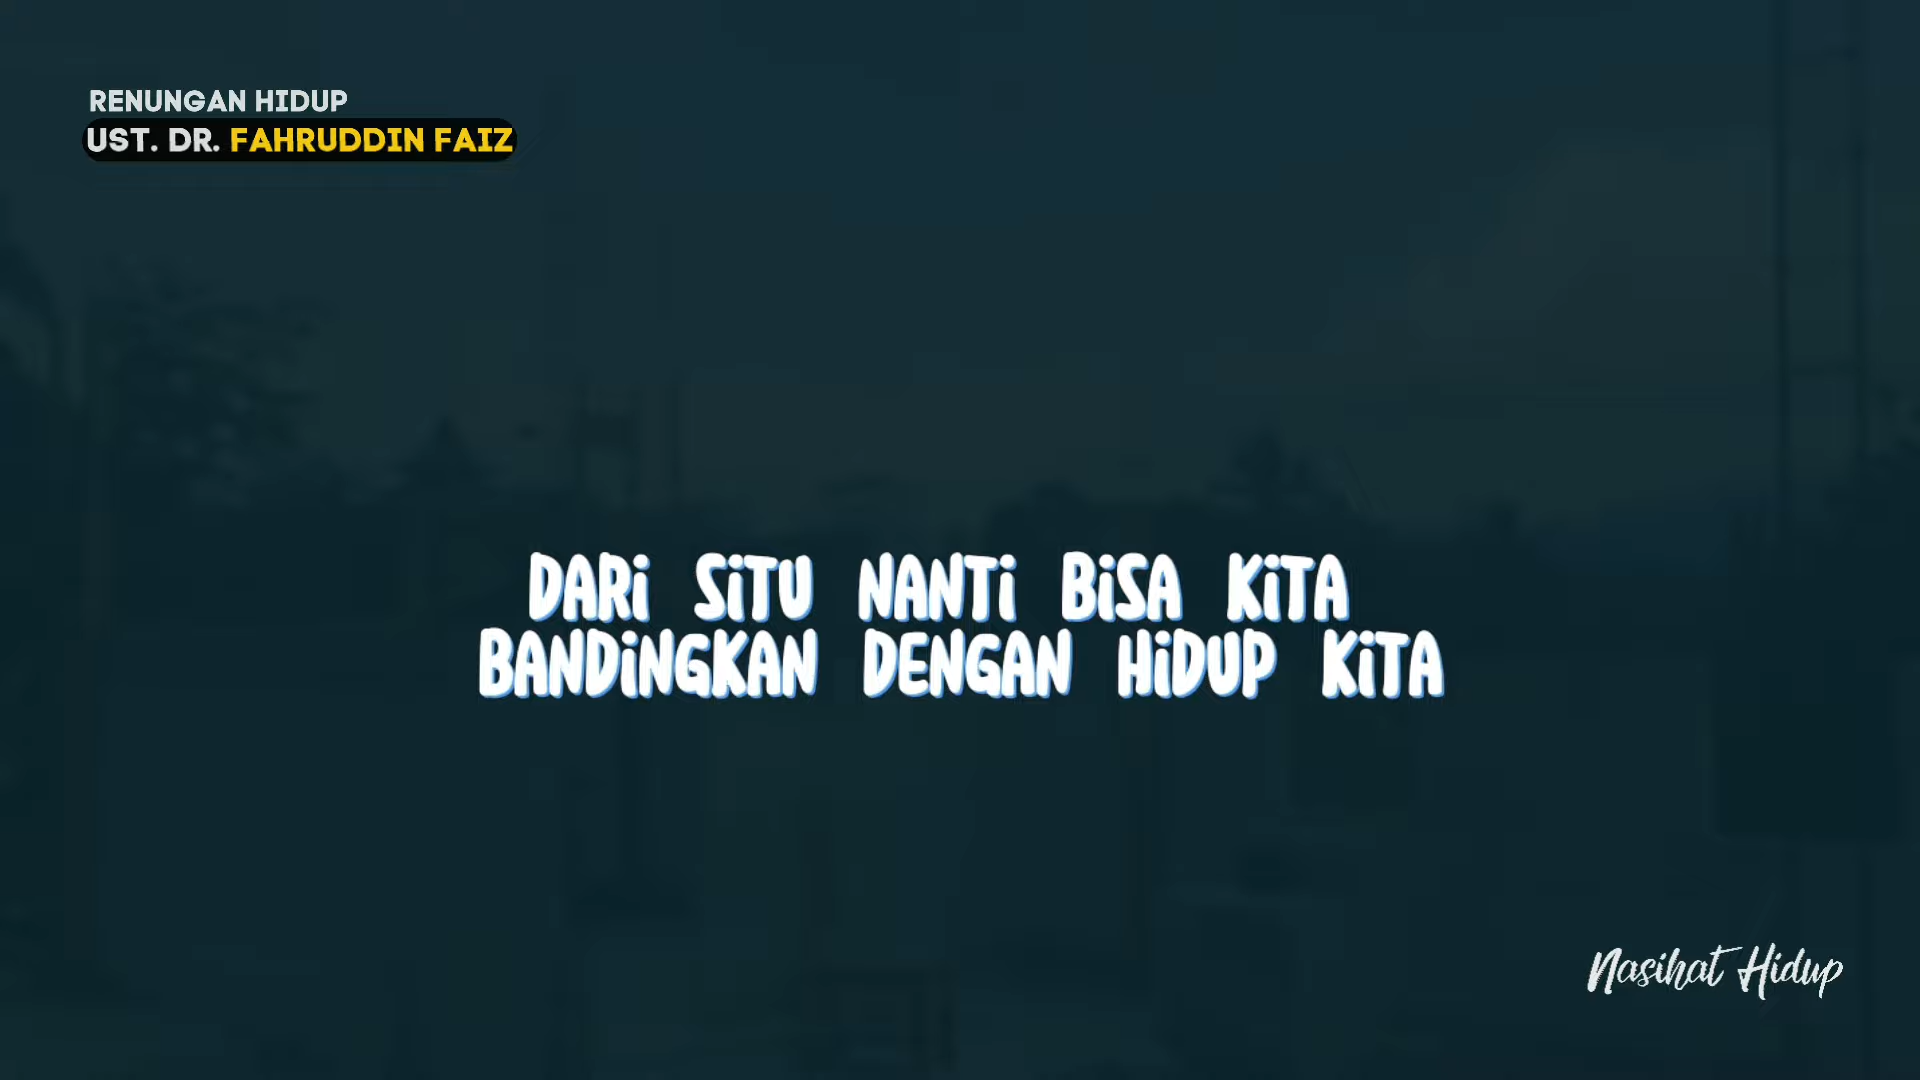 RENUNGAN HIDUP
UST. DR. FAHRUDDIN FAIZ
DARI SITU NANTI BISA KITA
BANDINGKAN DENGAN HIDUP KITA
Nasihat Hidup